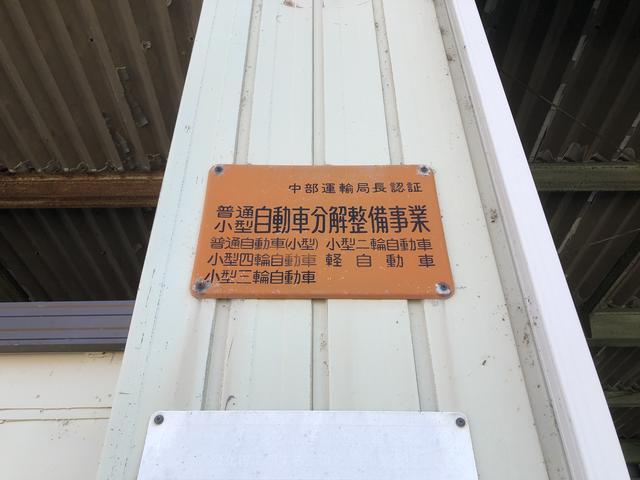 中部運輸局長認証
普通
小型 自動車分解整備事業
普通自動車(小型) 小型二輪自動車
小型四輪自動車 軽自動車
小型三輪自動車